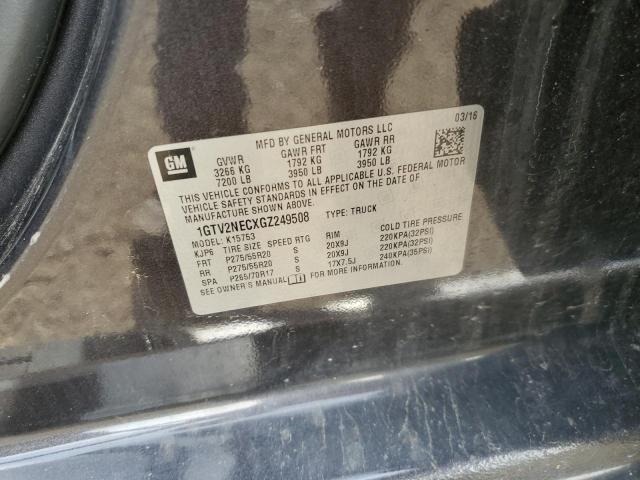 GM
MFD BY GENERAL MOTORS LLC
03/16
GVWR GAWR FRT GAWR RR
3266 KG 1792 KG 1792 KG
7200 LB 3950 LB 3950 LB
THIS VEHICLE CONFORMS TO ALL APPLICABLE U.S. FEDERAL MOTOR
VEHICLE SAFETY STANDARDS IN EFFECT ON THE DATE OF
MANUFACTURE SHOWN ABOVE.
1GTV2NECXGZ249508 TYPE: TRUCK
MODEL: K15753
KJP6 TIRE SIZE SPEED RTG RIM COLD TIRE PRESSURE
FRT P275/55R20 S 20X9J 220KPA(32PSI)
RR P275/55R20 S 20X9J 220KPA(32PSI)
SPA P265/70R17 S 17X7.5J 240KPA(35PSI)
SEE OWNER'S MANUAL FOR MORE INFORMATION.